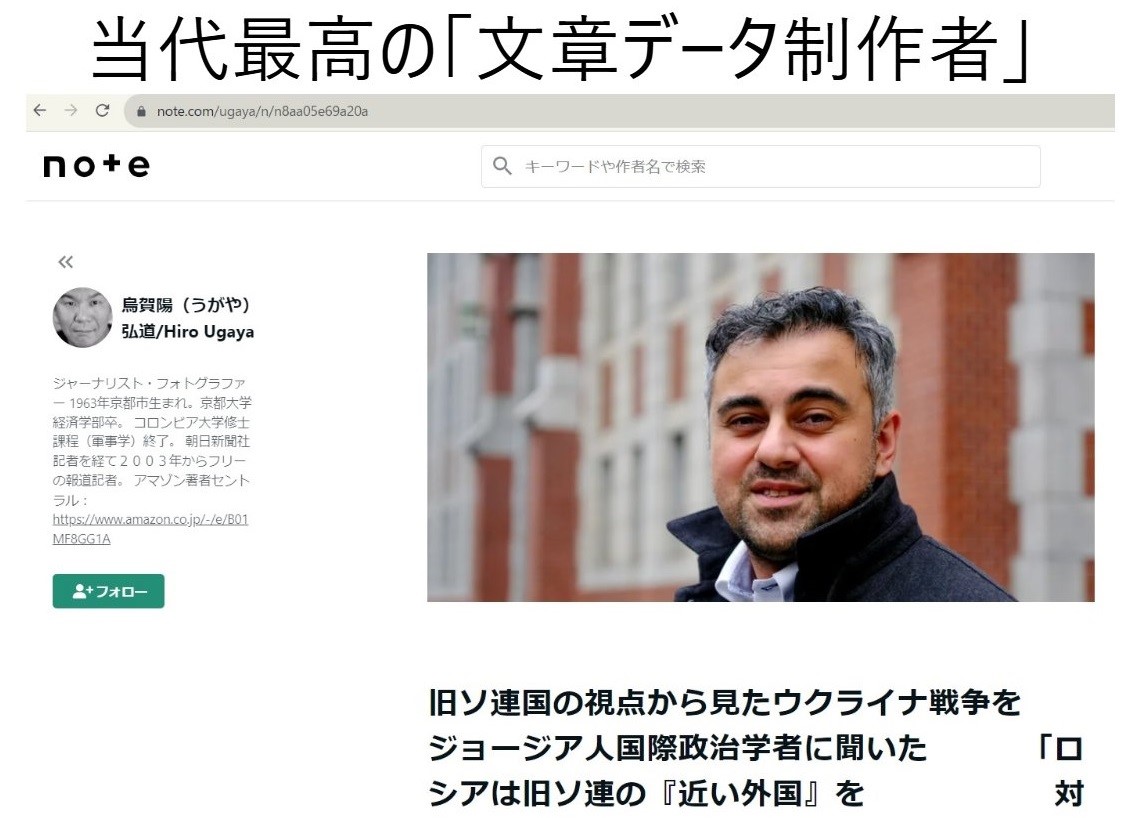 当代最高の「文章データ制作者」
note.com/ugaya/n/n8aa05e69a20a
note
キーワードや作者名で検索
烏賀陽（うがや）
弘道/Hiro Ugaya
ジャーナリスト・フォトグラファ
ー 1963年京都市生まれ。京都大学
経済学部卒。 コロンビア大学修士
課程（軍事学）終了。 朝日新聞社
記者を経て２００３年からフリー
の報道記者。 アマゾン著者セント
ラル：
https://www.amazon.co.jp/-/e/B01
MF8GG1A
フォロー
旧ソ連国の視点から見たウクライナ戦争を
ジョージア人国際政治学者に聞いた 「ロ
シアは旧ソ連の『近い外国』を 対